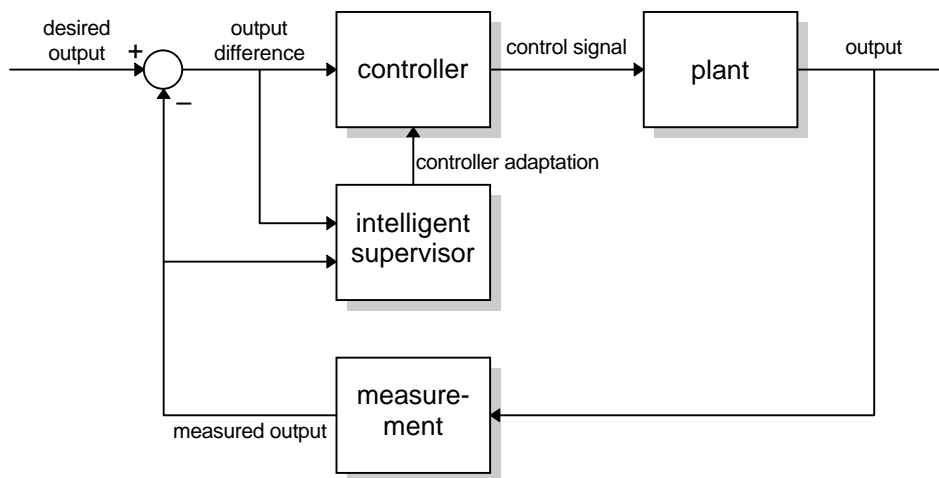 desired
output
+
−
output
difference
controller
control signal
plant
output
controller adaptation
intelligent
supervisor
measure-
ment
measured output